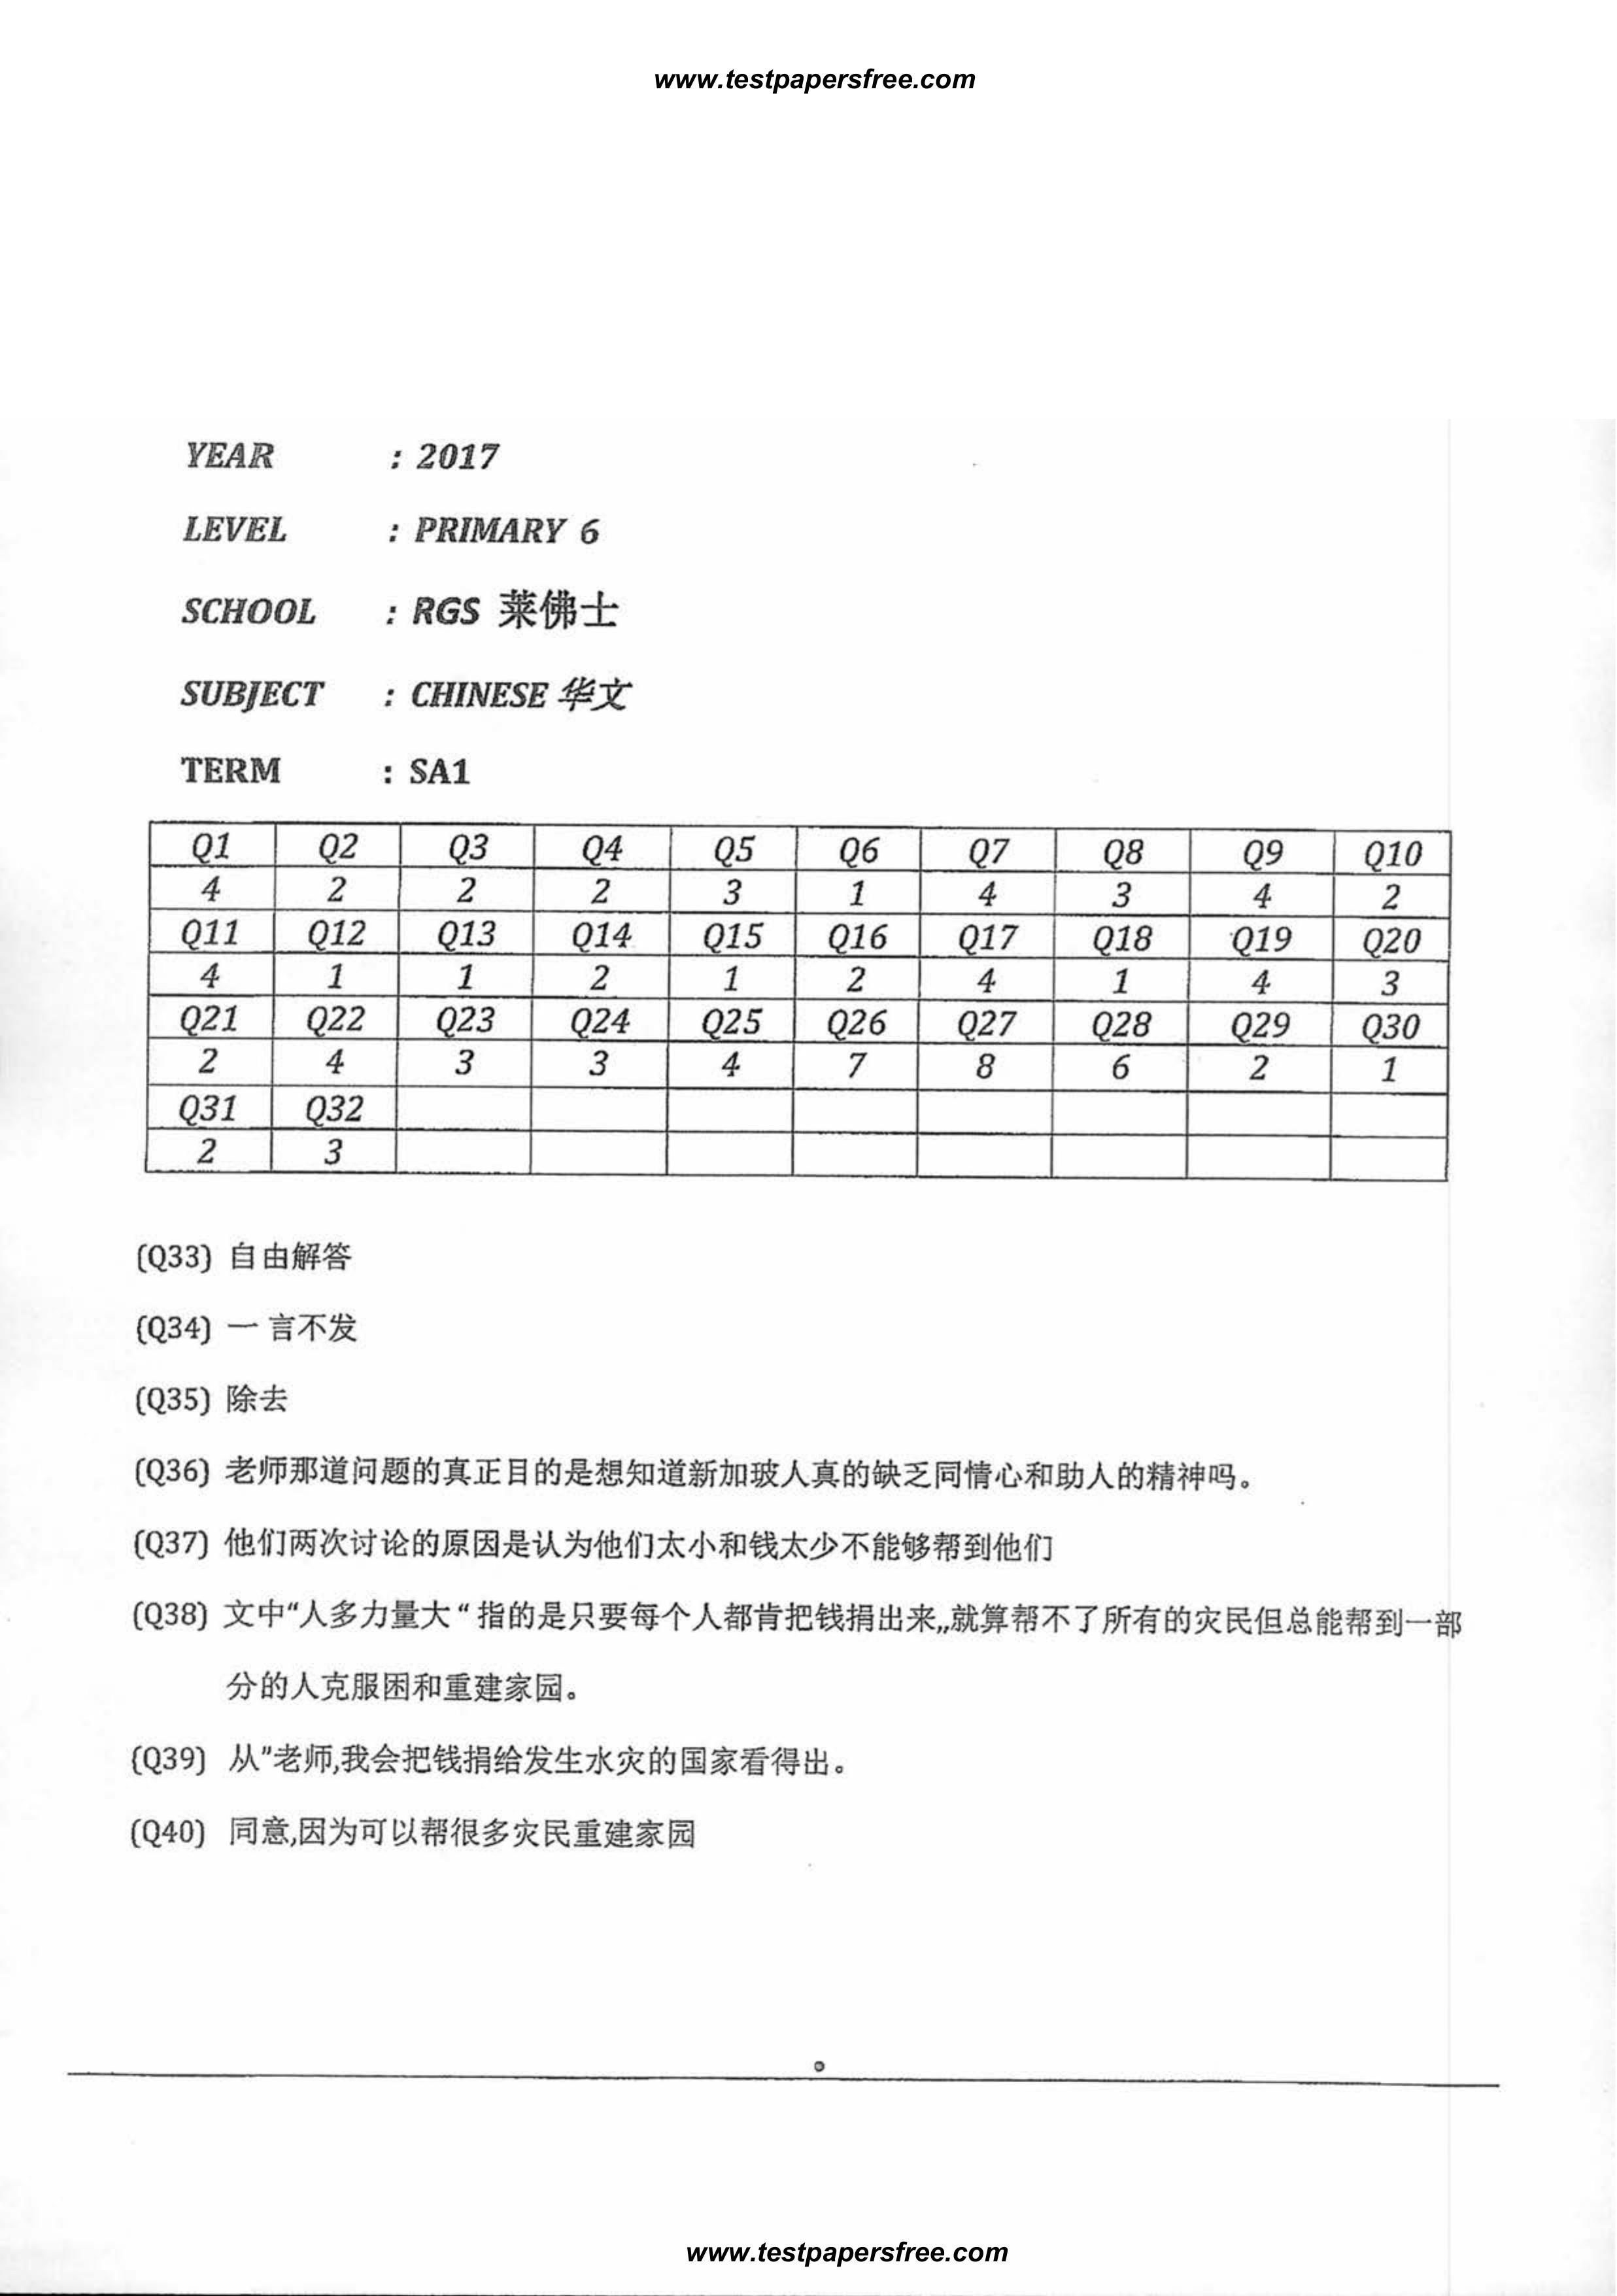 www.testpapersfree.com
YEAR : 2017
LEVEL : PRIMARY 6
SCHOOL : RGS 莱佛士
SUBJECT : CHINESE 华文
TERM : SA1
Q1 Q2 Q3 Q4 Q5 Q6 Q7 Q8 Q9 Q10
4 2 2 2 3 1 4 3 4 2
Q11 Q12 Q13 Q14 Q15 Q16 Q17 Q18 Q19 Q20
4 1 1 2 1 2 4 1 4 3
Q21 Q22 Q23 Q24 Q25 Q26 Q27 Q28 Q29 Q30
2 4 3 3 4 7 8 6 2 1
Q31 Q32
2 3
(Q33) 自由解答
(Q34) 一言不发
(Q35) 除去
(Q36) 老师那道问题的真正目的是想知道新加玻人真的缺乏同情心和助人的精神吗。
(Q37) 他们两次讨论的原因是认为他们太小和钱太少不能够帮到他们
(Q38) 文中“人多力量大“指的是只要每个人都肯把钱捐出来,,就算帮不了所有的灾民但总能帮到一部
分的人克服困和重建家园。
(Q39) 从”老师,我会把钱捐给发生水灾的国家看得出。
(Q40) 同意,因为可以帮很多灾民重建家园
www.testpapersfree.com